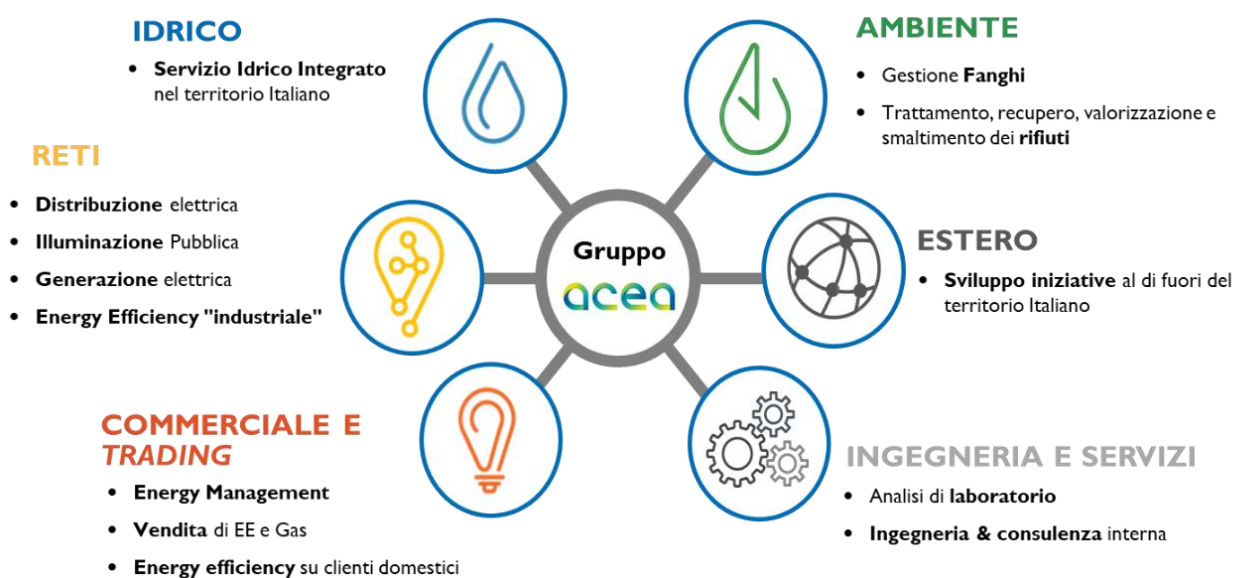 IDRICO
• Servizio Idrico Integrato
nel territorio Italiano
AMBIENTE
• Gestione Fanghi
• Trattamento, recupero, valorizzazione e
smaltimento dei rifiuti
RETI
• Distribuzione elettrica
• Illuminazione Pubblica
• Generazione elettrica
• Energy Efficiency "industriale"
Gruppo
acea
ESTERO
• Sviluppo iniziative al di fuori del
territorio Italiano
COMMERCIALE E
TRADING
• Energy Management
• Vendita di EE e Gas
• Energy efficiency su clienti domestici
INGEGNERIA E SERVIZI
• Analisi di laboratorio
• Ingegneria & consulenza interna